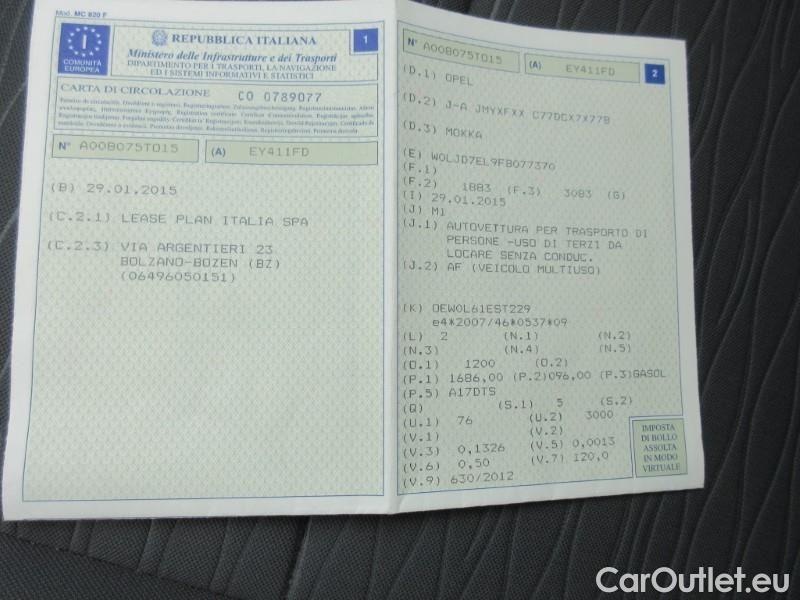 Mod. MC 820 F
I
COMUNITÀ
EUROPEA
REPUBBLICA ITALIANA
1
Ministero delle Infrastrutture e dei Trasporti
DIPARTIMENTO PER I TRASPORTI, LA NAVIGAZIONE
ED I SISTEMI INFORMATIVI E STATISTICI
CARTA DI CIRCOLAZIONE CO 0789077
N° A00B075T015 (A) EY411FD
(B) 29.01.2015
(C.2.1) LEASE PLAN ITALIA SPA
(C.2.3) VIA ARGENTIERI 23
BOLZANO-BOZEN (BZ)
(06496050151)
N° A00B075T015 (A) EY411FD 2
(D.1) OPEL
(D.2) J-A JMYXFXX C77DCX7X77B
(D.3) MOKKA
(E) W0LJD7EL9FB077370
(F.1)
(F.2) 1883 (F.3) 3083 (G)
(I) 29.01.2015
(J) M1
(J.1) AUTOVETTURA PER TRASPORTO DI
PERSONE -USO DI TERZI DA
LOCARE SENZA CONDUC.
(J.2) AF (VEICOLO MULTIUSO)
(K) OEW0L61EST229
e4*2007/46*0537*09
(L) 2 (N.1) (N.2)
(N.3) (N.4) (N.5)
(O.1) 1200 (O.2)
(P.1) 1686,00 (P.2)096,00 (P.3)GASOL
(P.5) A17DTS
(Q) (S.1) 5 (S.2)
(U.1) 76 (U.2) 3000
(V.1) (V.2)
(V.3) 0,1326 (V.5) 0,0013
(V.6) 0,50 (V.7) 120,0
(V.9) 630/2012
IMPOSTA
DI BOLLO
ASSOLTA
IN MODO
VIRTUALE
CarOutlet.eu